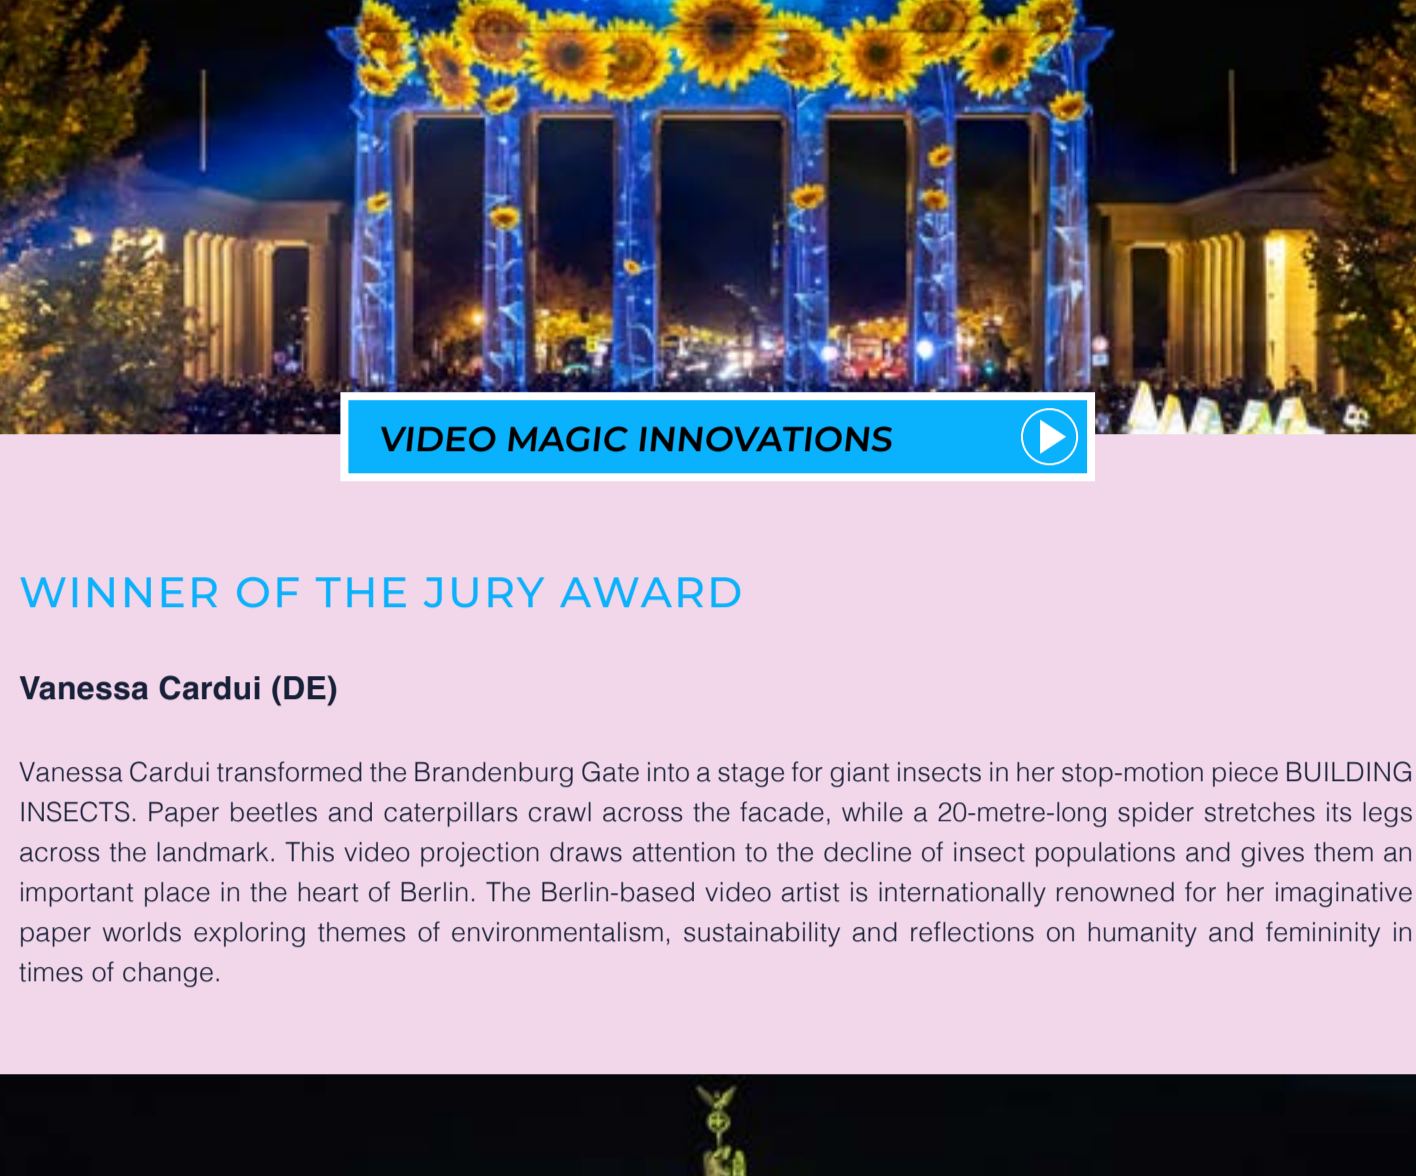 VIDEO MAGIC INNOVATIONS
WINNER OF THE JURY AWARD
Vanessa Cardui (DE)
Vanessa Cardui transformed the Brandenburg Gate into a stage for giant insects in her stop-motion piece BUILDING
INSECTS. Paper beetles and caterpillars crawl across the facade, while a 20-metre-long spider stretches its legs
across the landmark. This video projection draws attention to the decline of insect populations and gives them an
important place in the heart of Berlin. The Berlin-based video artist is internationally renowned for her imaginative
paper worlds exploring themes of environmentalism, sustainability and reflections on humanity and femininity in
times of change.